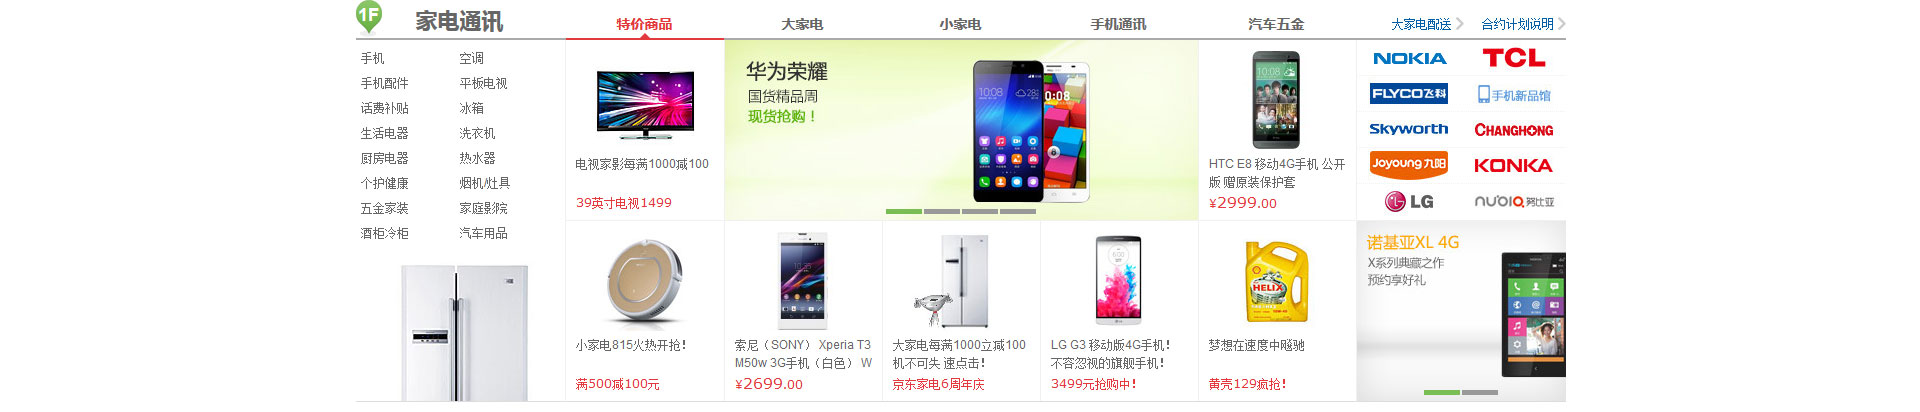 1F 家电通讯
特价商品 大家电 小家电 手机通讯 汽车五金
大家电配送 合约计划说明
手机 空调
手机配件 平板电视
话费补贴 冰箱
生活电器 洗衣机
厨房电器 热水器
个护健康 烟机/灶具
五金家装 家庭影院
酒柜冷柜 汽车用品
电视家影每满1000减100
39英寸电视1499
华为荣耀
国货精品周
现货抢购！
10:08 28°
0:08
HTC E8 移动4G手机 公开
版 赠原装保护套
¥2999.00
NOKIA TCL
FLYCO飞科 手机新品馆
Skyworth CHANGHONG
Joyoung九阳 KONKA
LG nubia努比亚
小家电815火热开抢！
满500减100元
索尼（SONY） Xperia T3
M50w 3G手机（白色） W
¥2699.00
大家电每满1000立减100
机不可失 速点击！
京东家电6周年庆
LG G3 移动版4G手机！
不容忽视的旗舰手机！
3499元抢购中！
HELIX
梦想在速度中飚驰
黄壳129疯抢！
诺基亚XL 4G
X系列典藏之作
预约享好礼